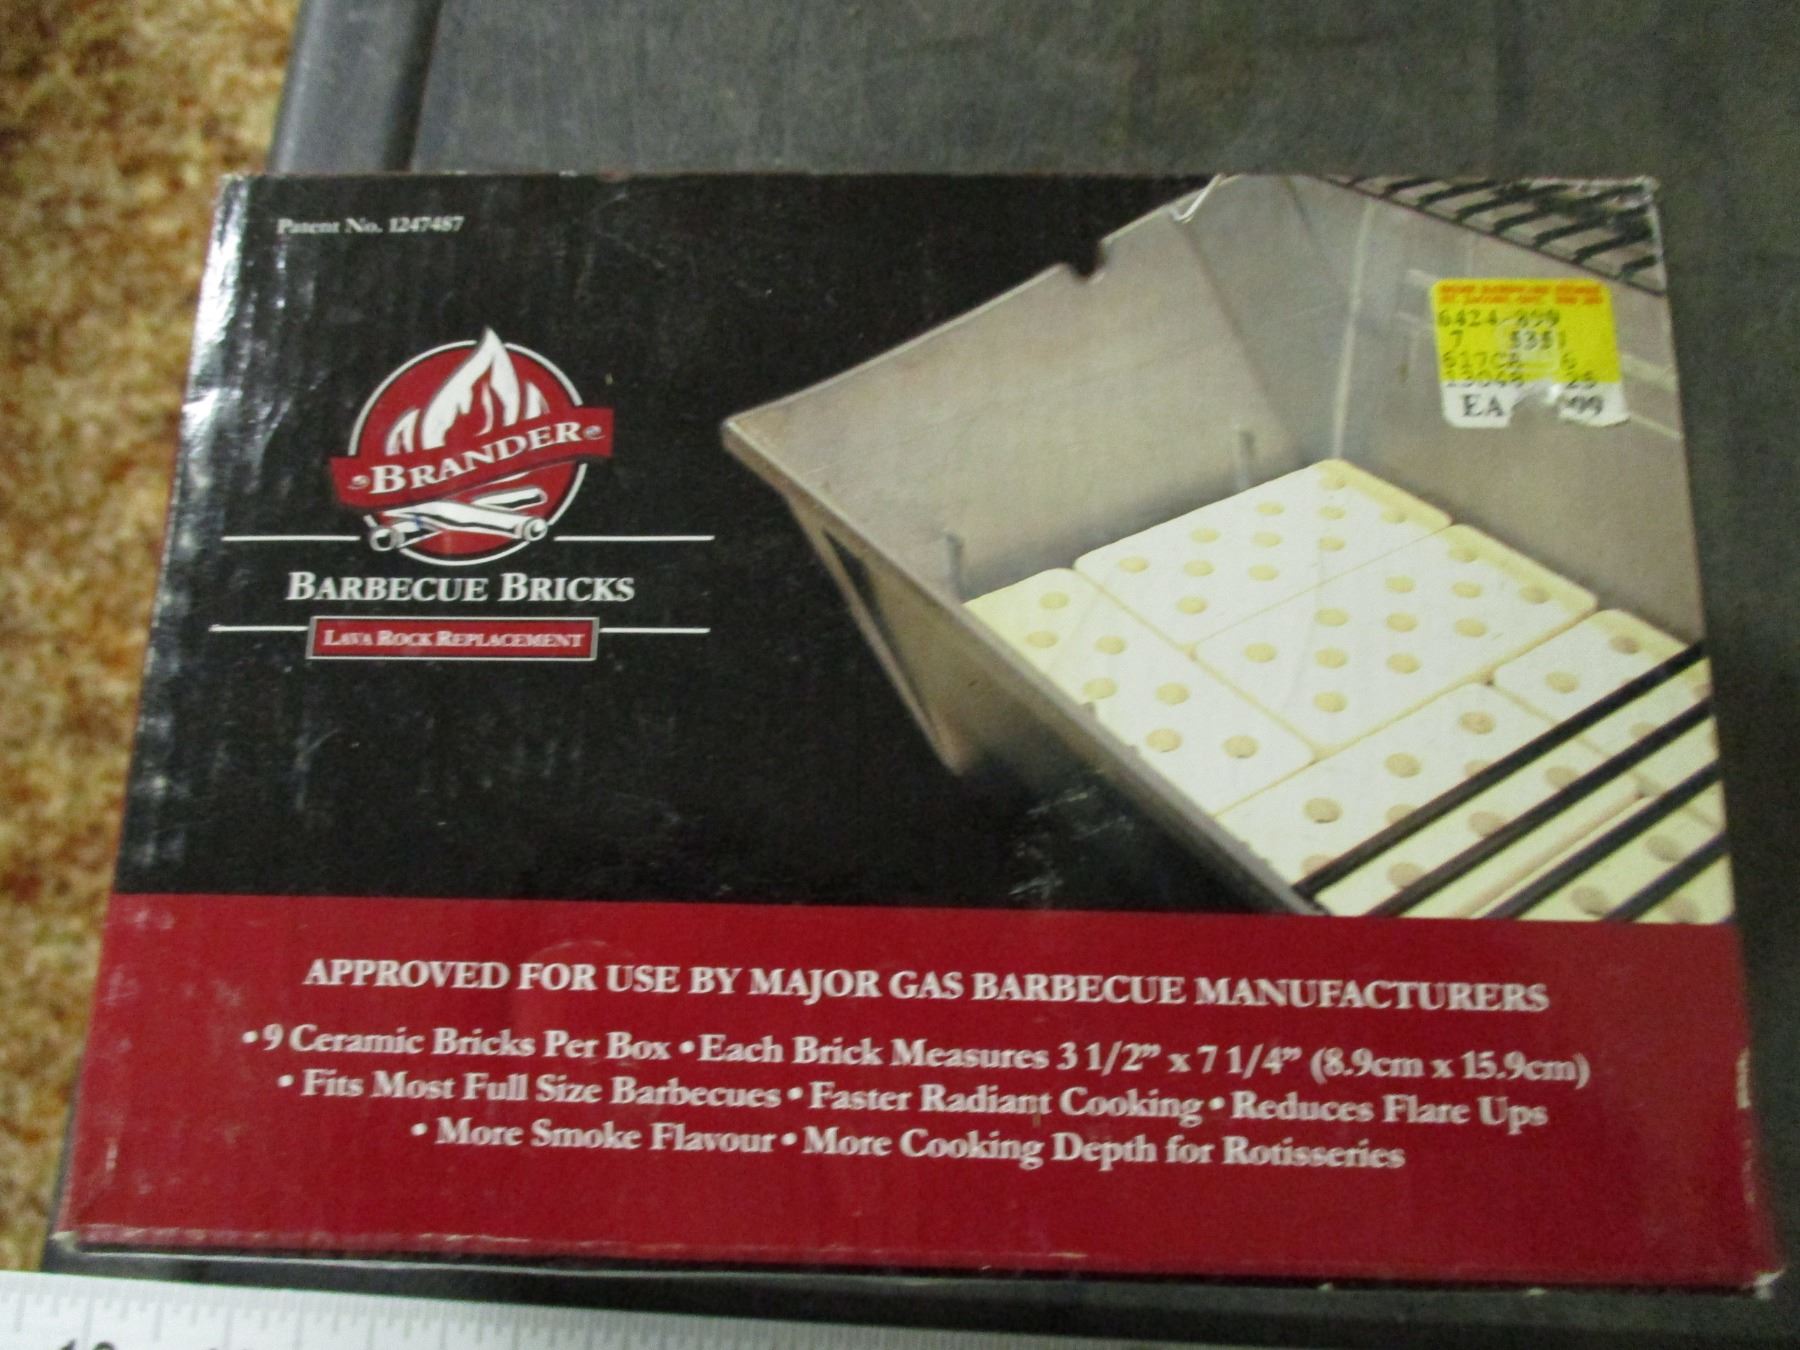 Patent No. 1247487
BRANDER
BARBECUE BRICKS
LAVA ROCK REPLACEMENT
6424
7
EA 99
APPROVED FOR USE BY MAJOR GAS BARBECUE MANUFACTURERS
• 9 Ceramic Bricks Per Box • Each Brick Measures 3 1/2” x 7 1/4” (8.9cm x 15.9cm)
• Fits Most Full Size Barbecues • Faster Radiant Cooking • Reduces Flare Ups
• More Smoke Flavour • More Cooking Depth for Rotisseries